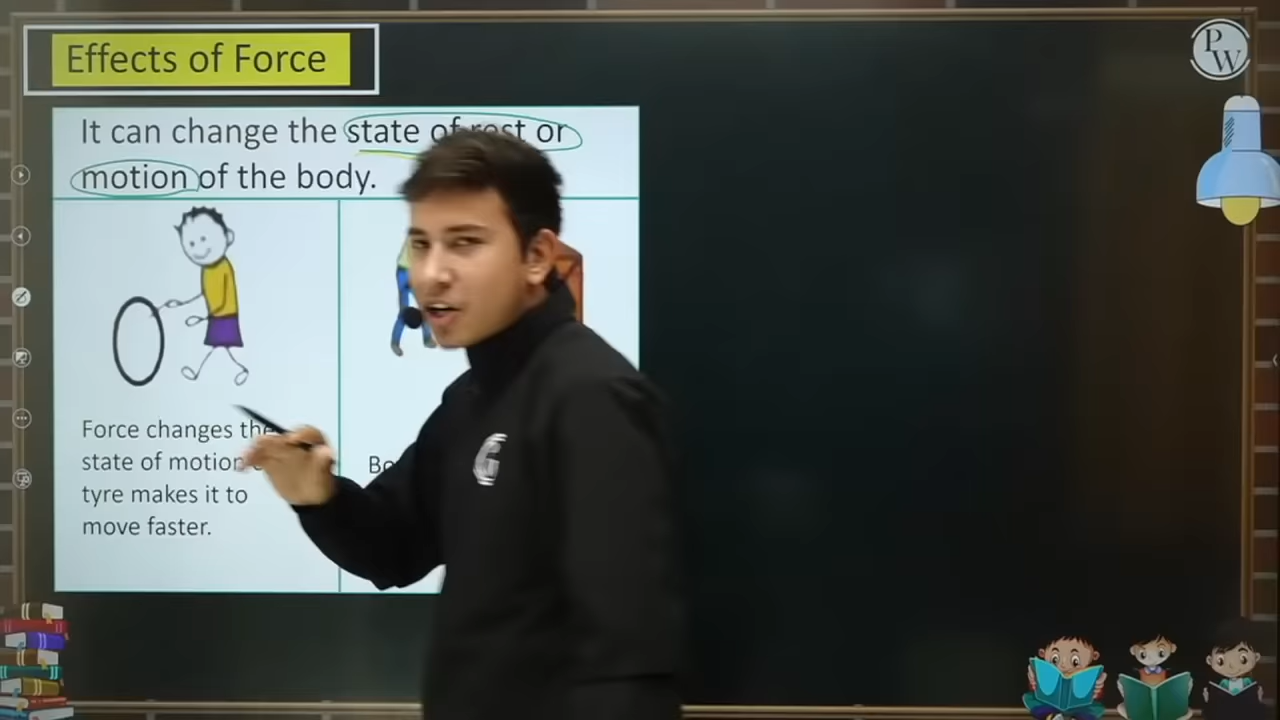 Effects of Force
PW
It can change the state of rest or
motion of the body.
Force changes the
state of motion
tyre makes it to
move faster.